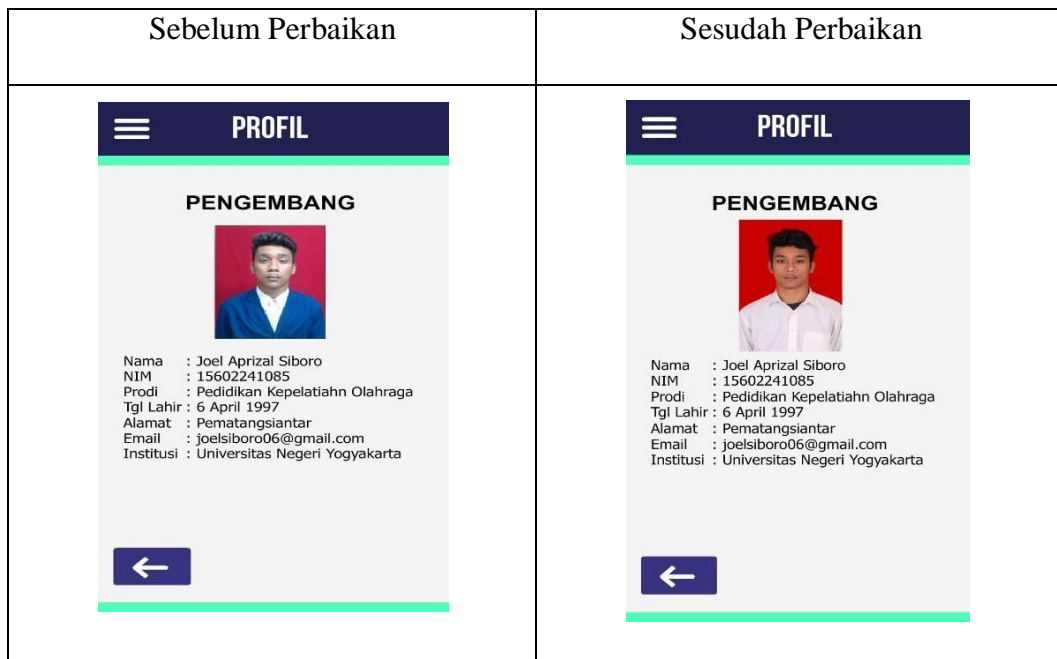 Sebelum Perbaikan
Sesudah Perbaikan
PROFIL
PENGEMBANG
Nama : Joel Aprizal Siboro
NIM : 15602241085
Prodi : Pedidikan Kepelatiahn Olahraga
Tgl Lahir : 6 April 1997
Alamat : Pematangsiantar
Email : joelsiboro06@gmail.com
Institusi : Universitas Negeri Yogyakarta
PROFIL
PENGEMBANG
Nama : Joel Aprizal Siboro
NIM : 15602241085
Prodi : Pedidikan Kepelatiahn Olahraga
Tgl Lahir : 6 April 1997
Alamat : Pematangsiantar
Email : joelsiboro06@gmail.com
Institusi : Universitas Negeri Yogyakarta